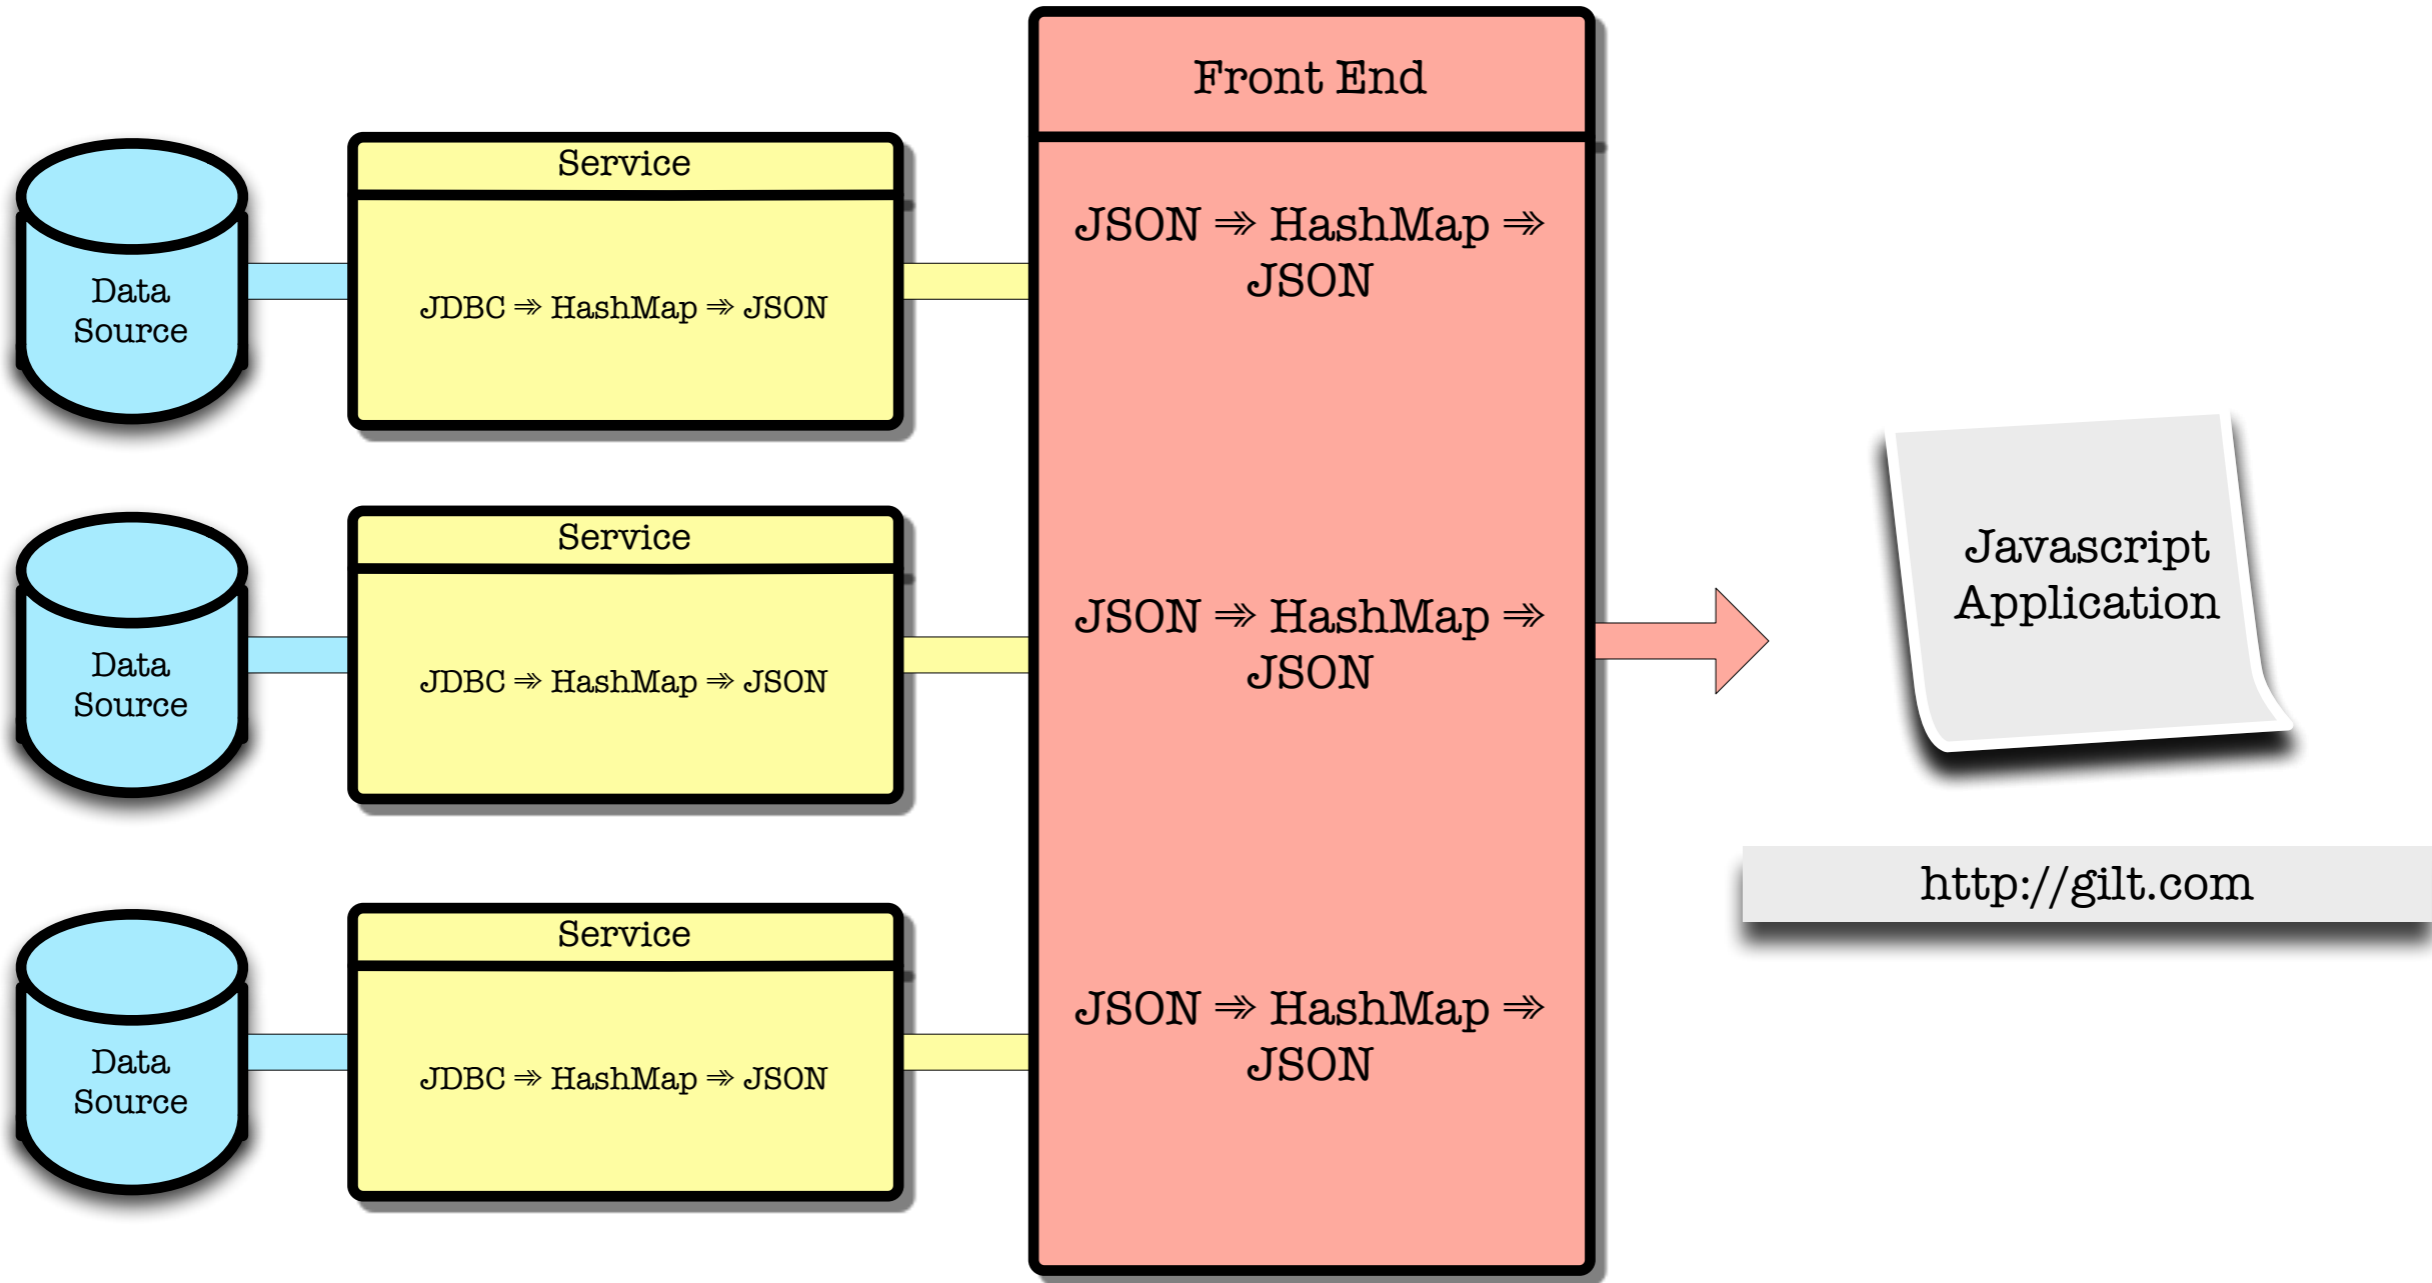 Front End
Service
Data
Source
JDBC ⇒ HashMap ⇒ JSON
JSON ⇒ HashMap ⇒
JSON
Service
Data
Source
JDBC ⇒ HashMap ⇒ JSON
JSON ⇒ HashMap ⇒
JSON
Javascript
Application
http://gilt.com
Service
Data
Source
JDBC ⇒ HashMap ⇒ JSON
JSON ⇒ HashMap ⇒
JSON